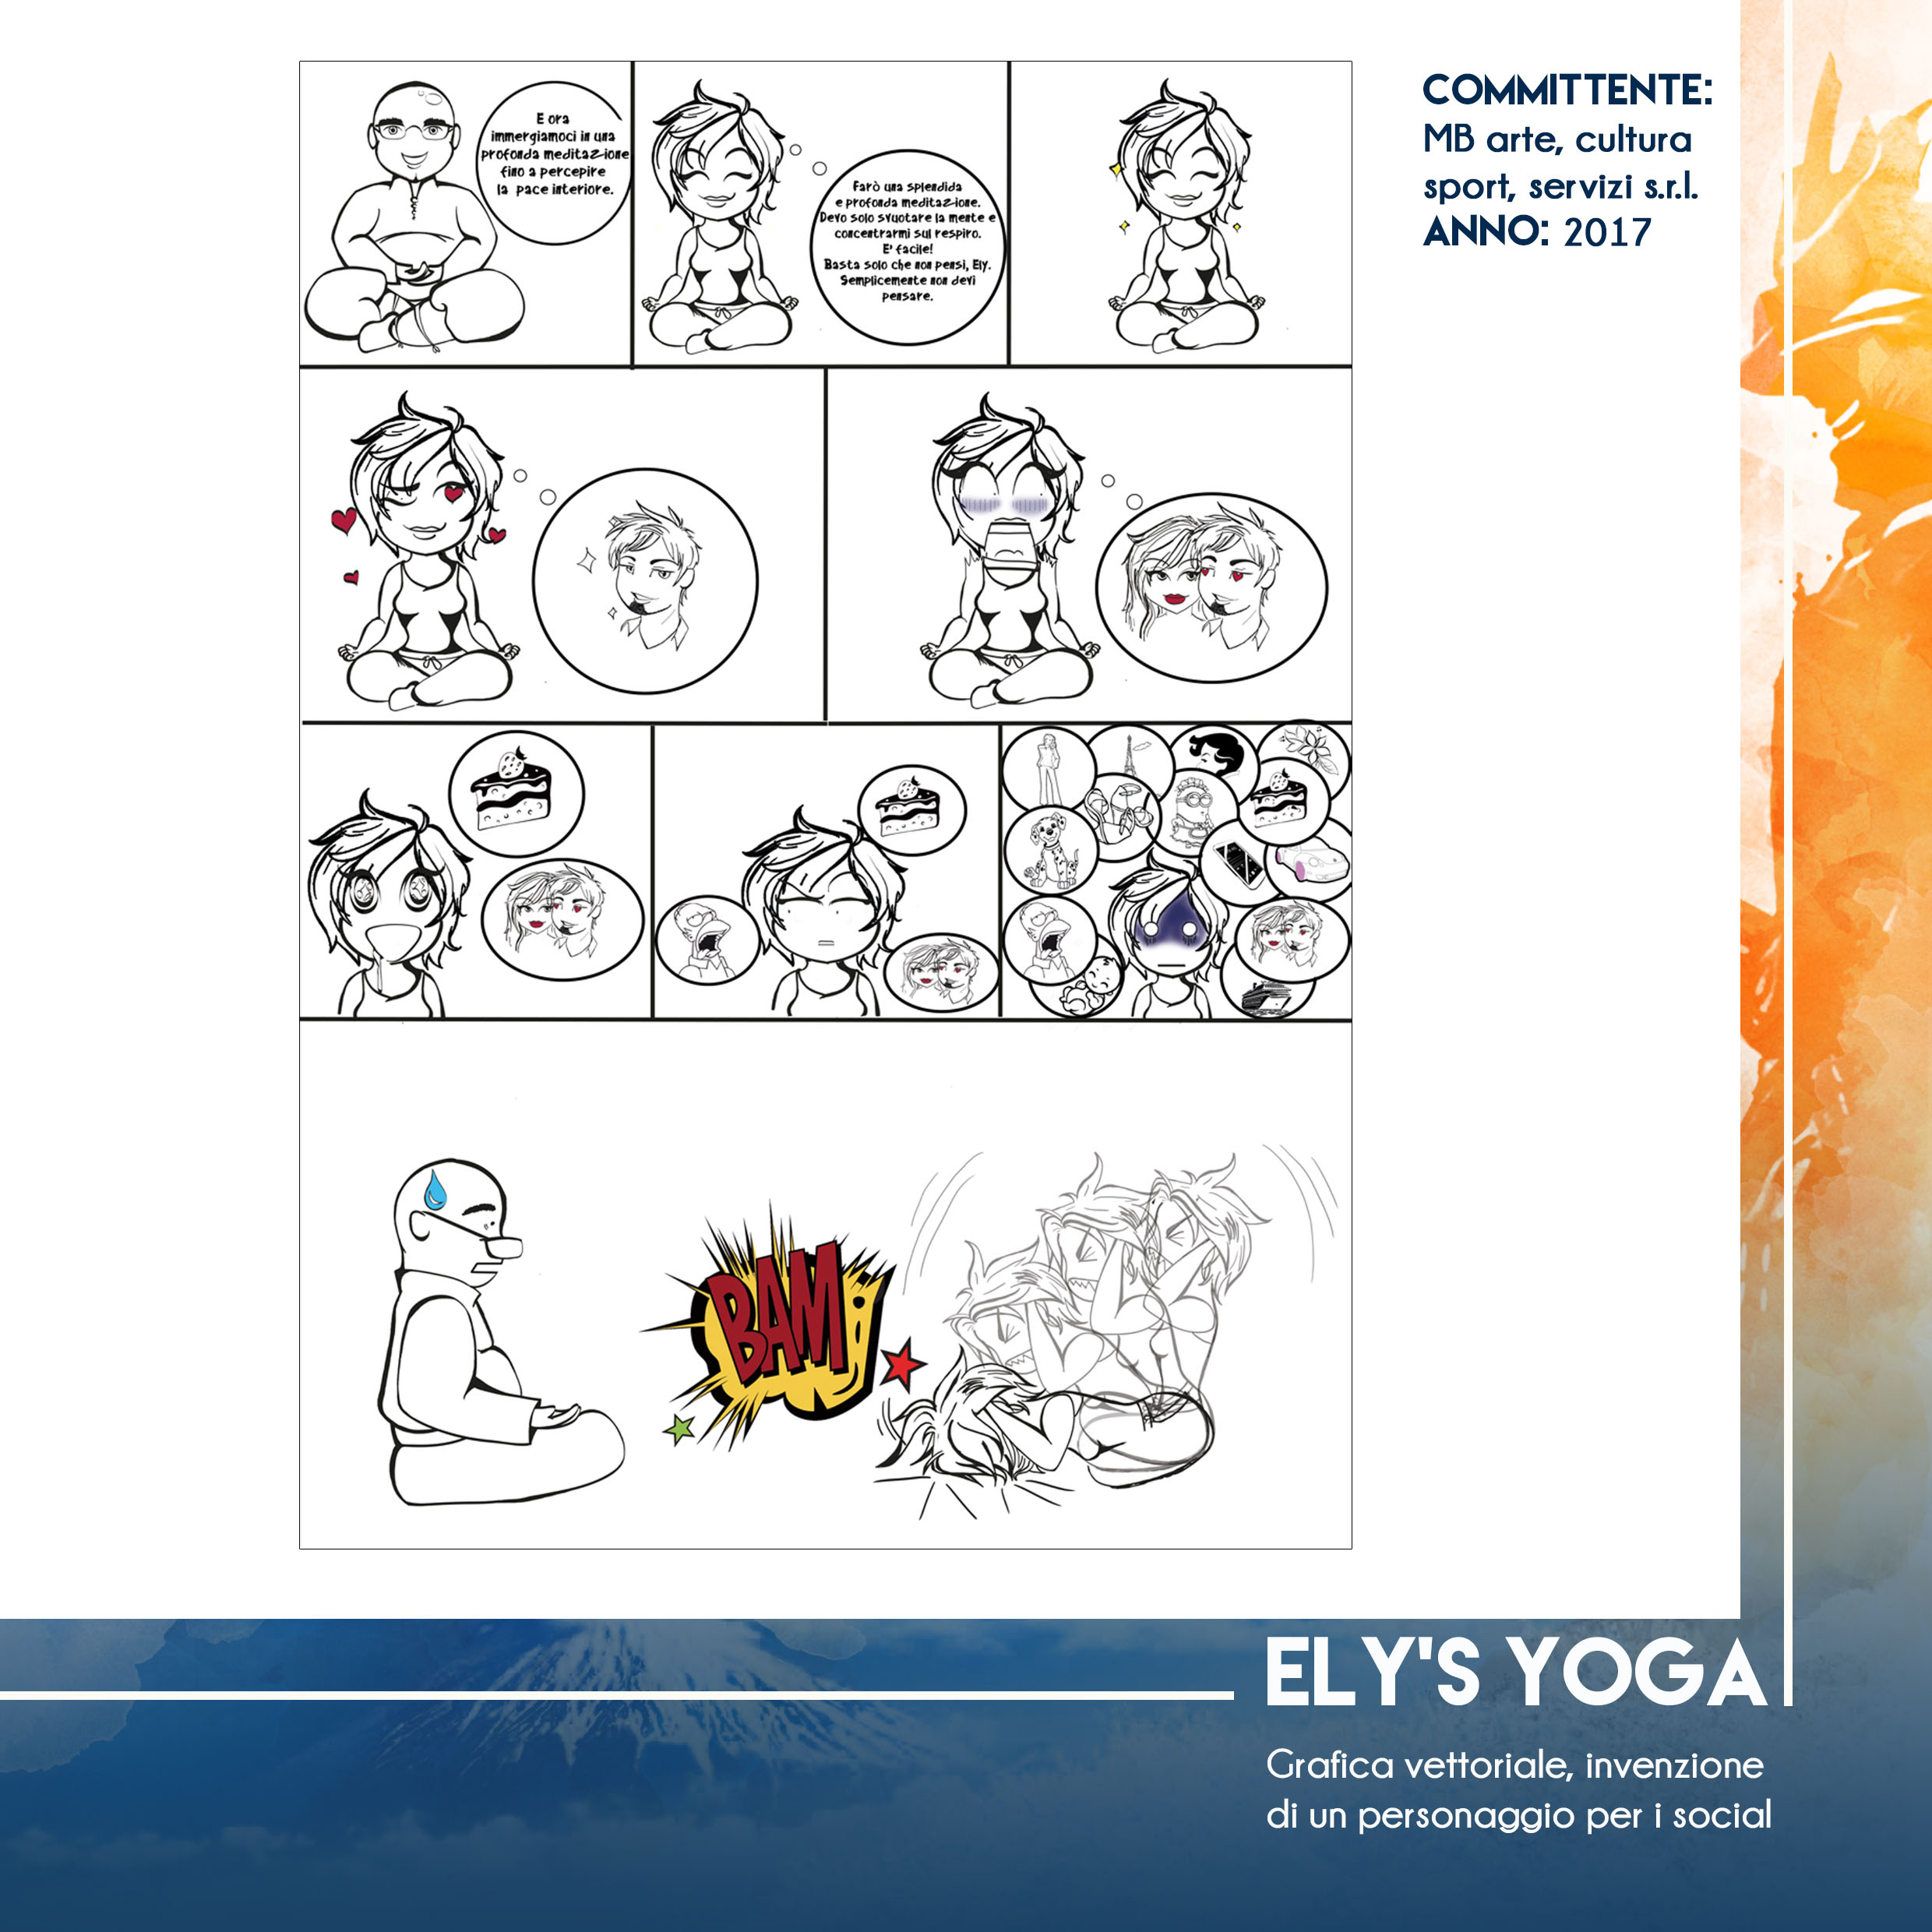 E ora
immergiamoci in una
profonda meditazione
fino a percepire
la pace interiore.
Farò una splendida
e profonda meditazione.
Devo solo svuotare la mente e
concentrarmi sul respiro.
E' facile!
Basta solo che non pensi, Ely.
Semplicemente non devi
pensare.
COMMITTENTE:
MB arte, cultura
sport, servizi s.r.l.
ANNO: 2017
BAM
ELY'S YOGA
Grafica vettoriale, invenzione
di un personaggio per i social